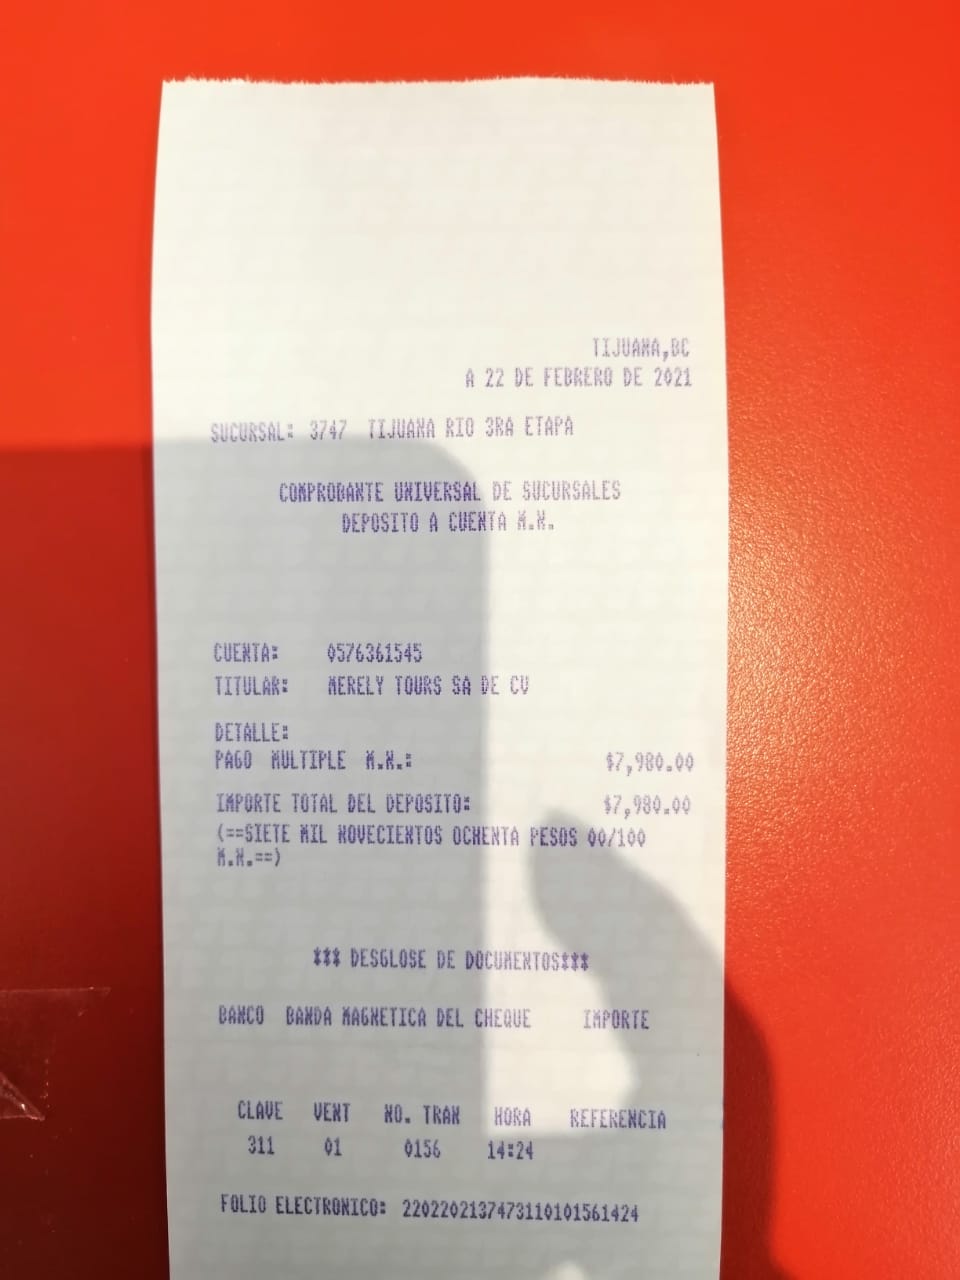 TIJUANA,BC
A 22 DE FEBRERO DE 2021
SUCURSAL: 3747 TIJUANA RIO 3RA ETAPA
COMPROBANTE UNIVERSAL DE SUCURSALES
DEPOSITO A CUENTA M.N.
CUENTA: 0576361545
TITULAR: MERELY TOURS SA DE CV
DETALLE:
PAGO MULTIPLE M.N.: $7,980.00
IMPORTE TOTAL DEL DEPOSITO: $7,980.00
(==SIETE MIL NOVECIENTOS OCHENTA PESOS 00/100
M.N.==)
*** DESGLOSE DE DOCUMENTOS***
BANCO BANDA MAGNETICA DEL CHEQUE IMPORTE
CLAVE VENT NO. TRAN HORA REFERENCIA
311 01 0156 14:24
FOLIO ELECTRONICO: 2202202137473110101561424